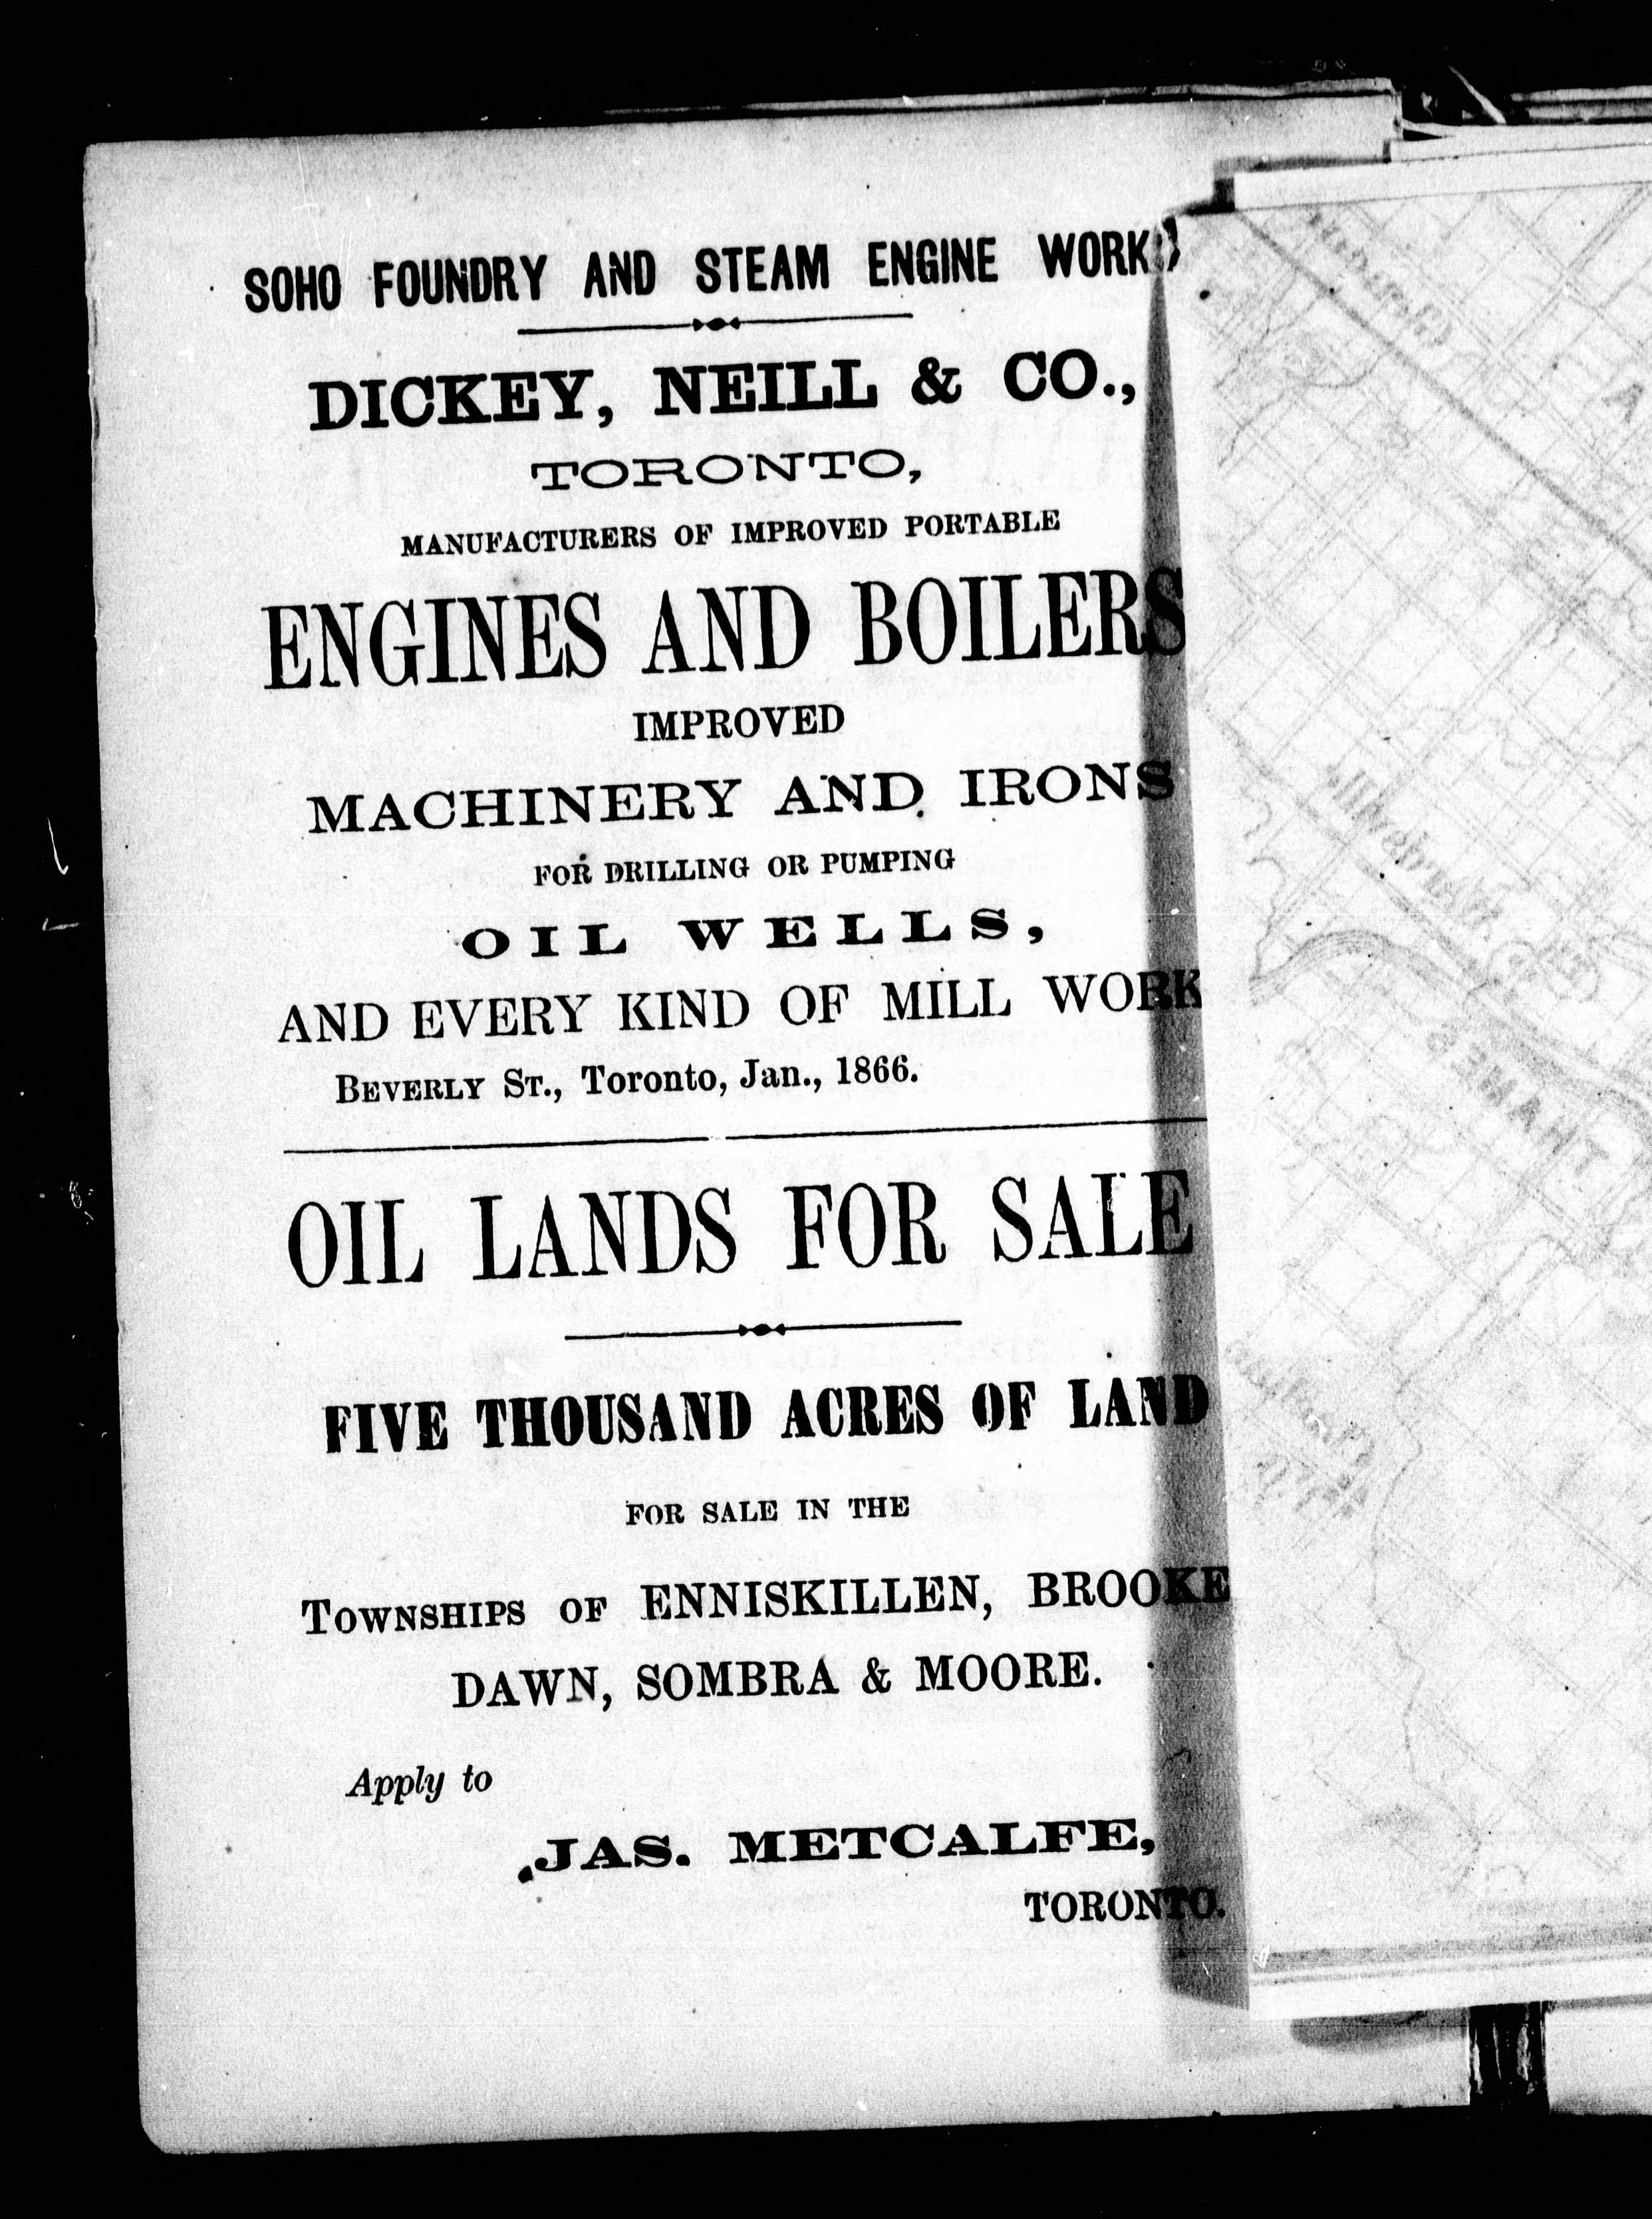 SOHO FOUNDRY AND STEAM ENGINE WORKS
DICKEY, NEILL & CO.,
TORONTO,
MANUFACTURERS OF IMPROVED PORTABLE
ENGINES AND BOILERS
IMPROVED
MACHINERY AND IRONS
FOR DRILLING OR PUMPING
OIL WELLS,
AND EVERY KIND OF MILL WORK
BEVERLY ST., Toronto, Jan., 1866.
OIL LANDS FOR SALE
FIVE THOUSAND ACRES OF LAND
FOR SALE IN THE
TOWNSHIPS OF ENNISKILLEN, BROOKE
DAWN, SOMBRA & MOORE.
Apply to
JAS. METCALFE,
TORONTO.
THAMES